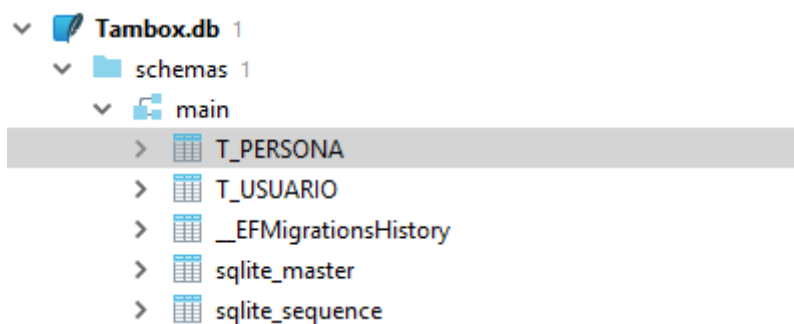 Tambox.db 1
schemas 1
main
T_PERSONA
T_USUARIO
__EFMigrationsHistory
sqlite_master
sqlite_sequence